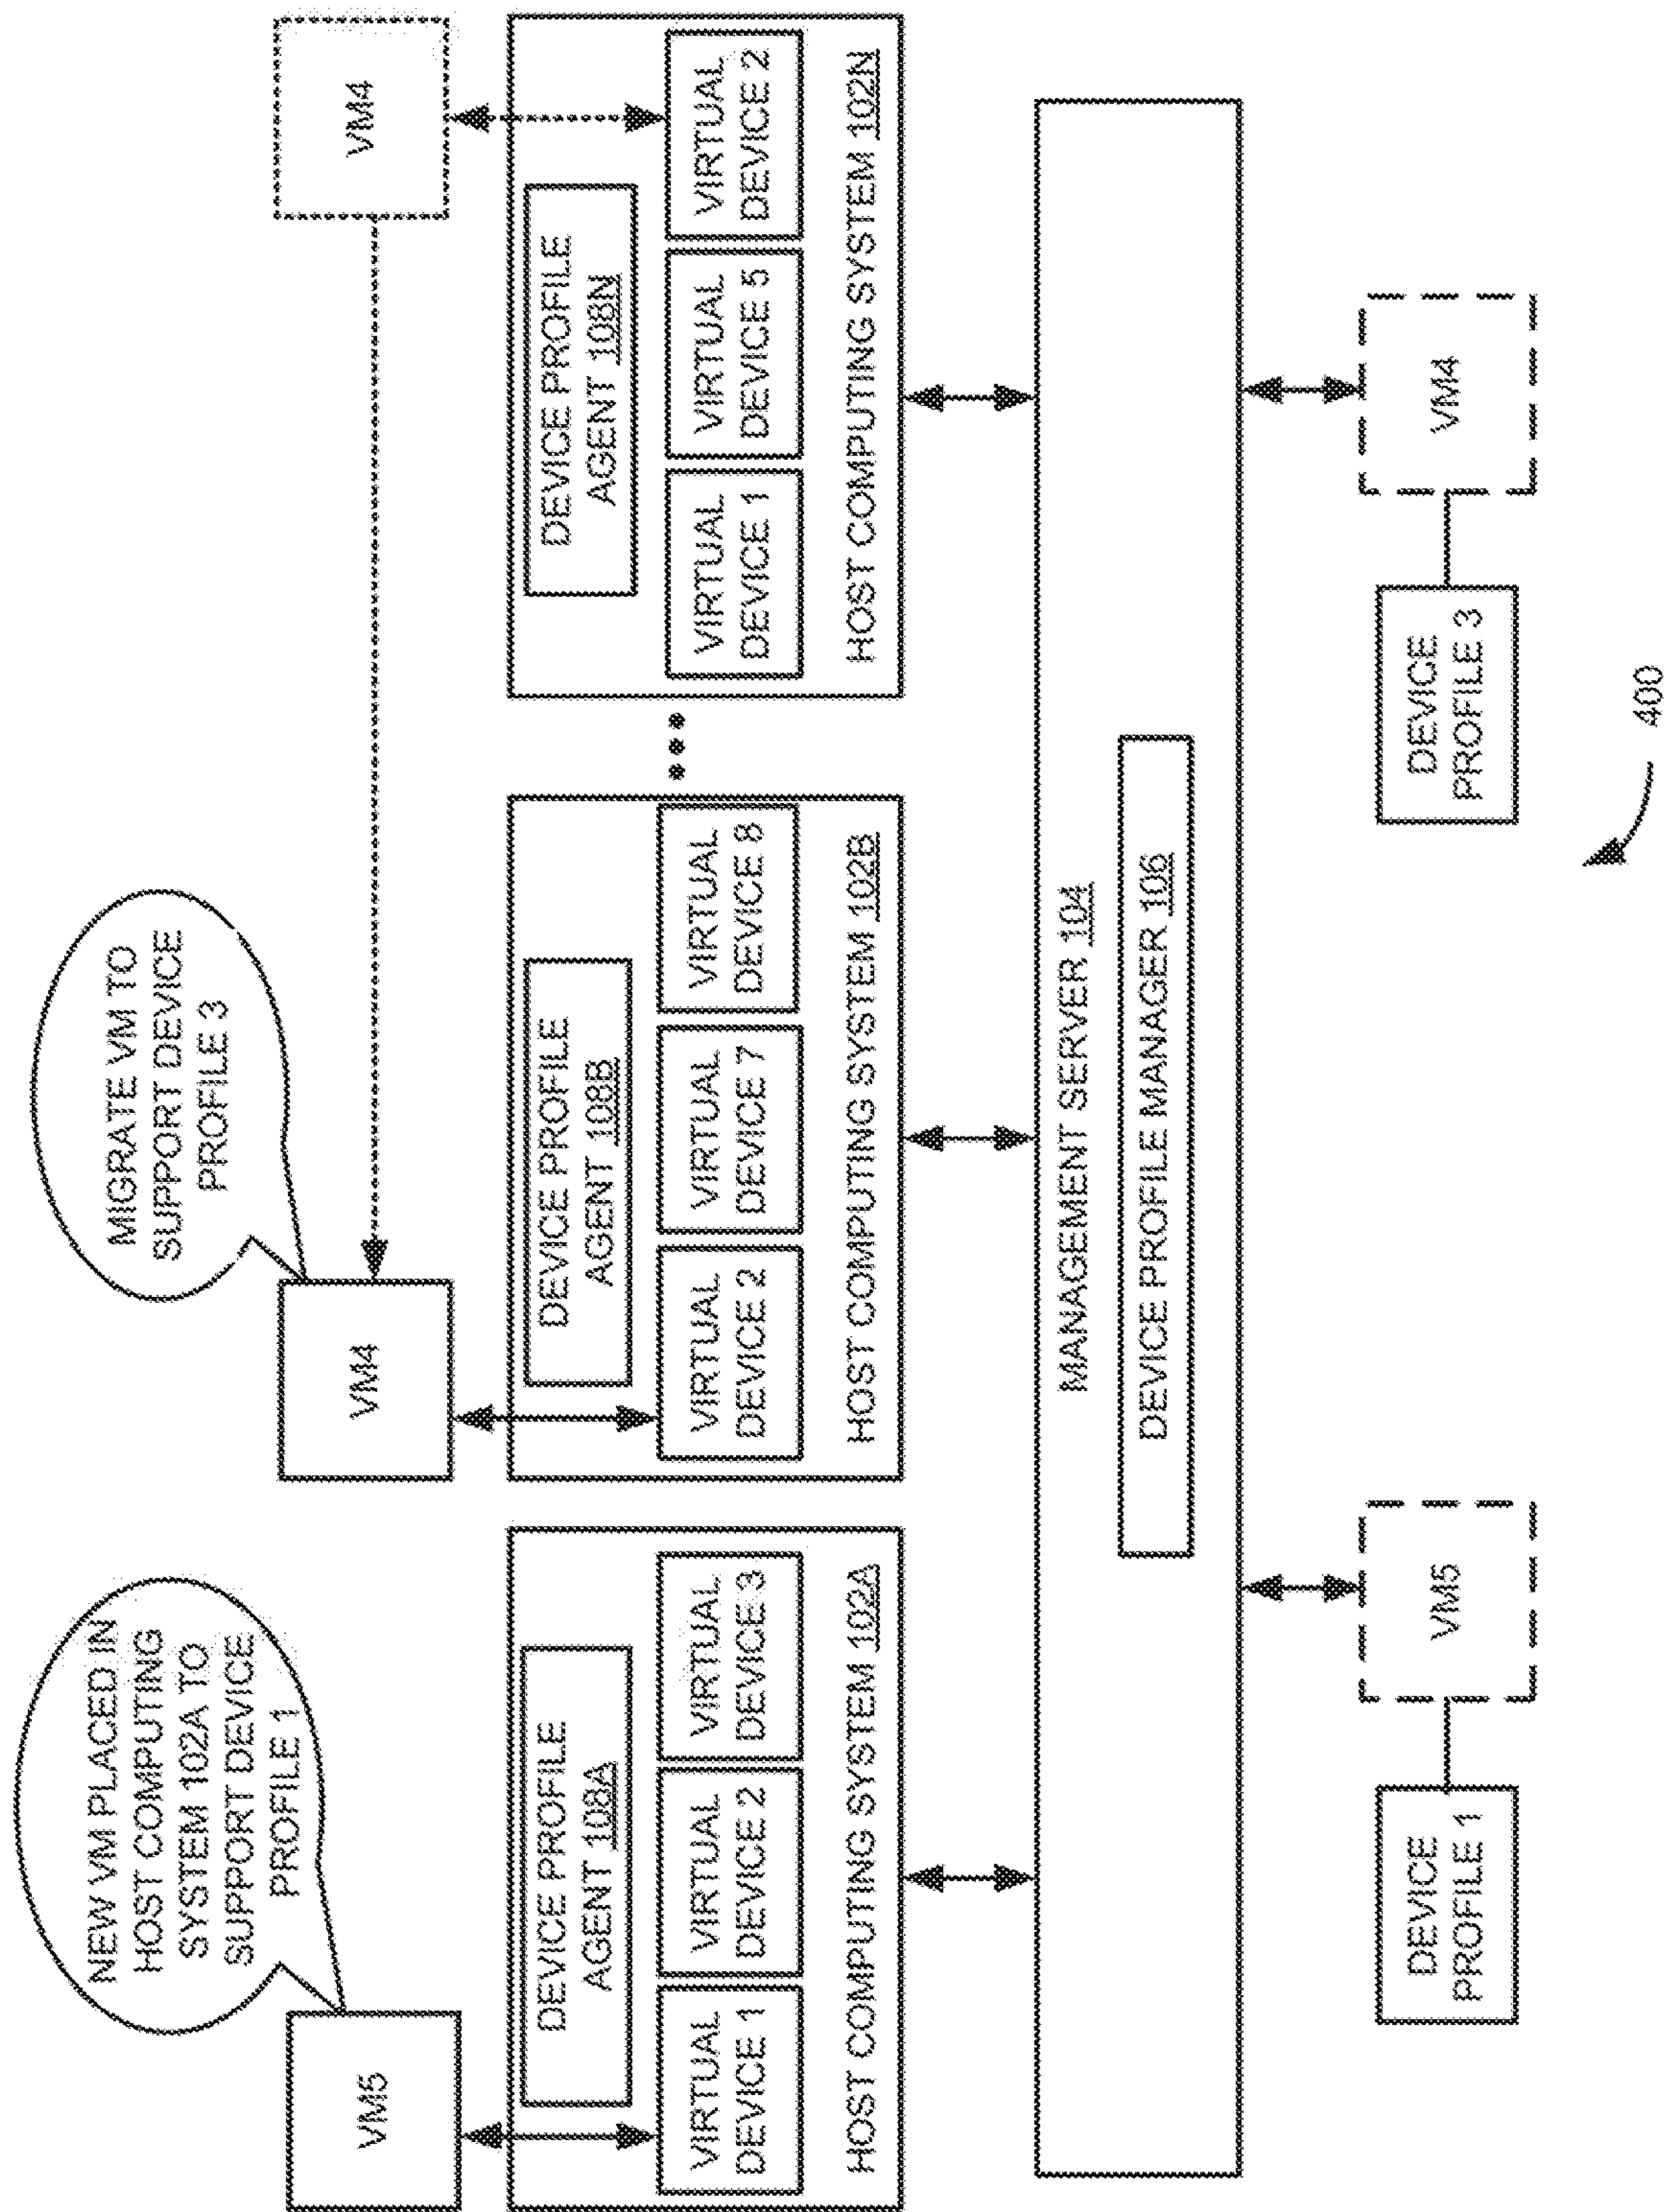 NEW VM PLACED IN
HOST COMPUTING
SYSTEM 102A TO
SUPPORT DEVICE
PROFILE 1
MIGRATE VM TO
SUPPORT DEVICE
PROFILE 3
VM5
VM4
VM4
DEVICE PROFILE
AGENT 108A
VIRTUAL
DEVICE 1
VIRTUAL
DEVICE 2
VIRTUAL
DEVICE 3
HOST COMPUTING SYSTEM 102A
DEVICE PROFILE
AGENT 108B
VIRTUAL
DEVICE 2
VIRTUAL
DEVICE 7
VIRTUAL
DEVICE 8
HOST COMPUTING SYSTEM 102B
DEVICE PROFILE
AGENT 108N
VIRTUAL
DEVICE 1
VIRTUAL
DEVICE 5
VIRTUAL
DEVICE 2
HOST COMPUTING SYSTEM 102N
MANAGEMENT SERVER 104
DEVICE PROFILE MANAGER 106
DEVICE
PROFILE 1
VM5
DEVICE
PROFILE 3
VM4
400